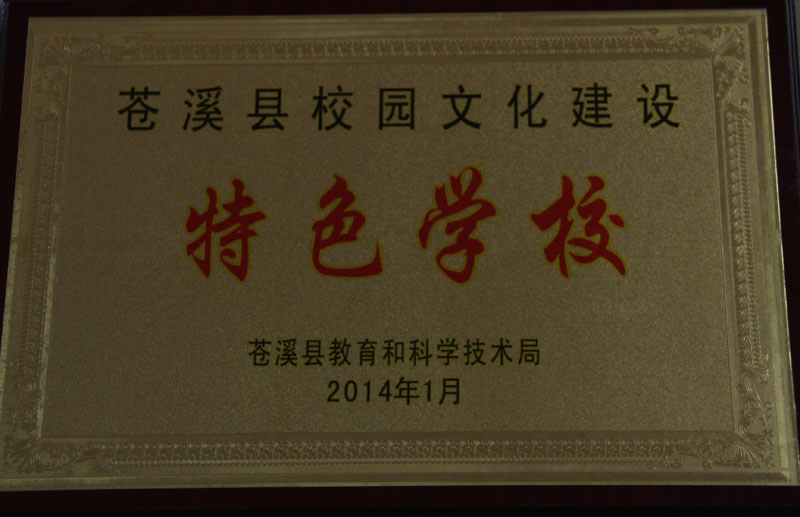 苍溪县校园文化建设
特色学校
苍溪县教育和科学技术局
2014年1月